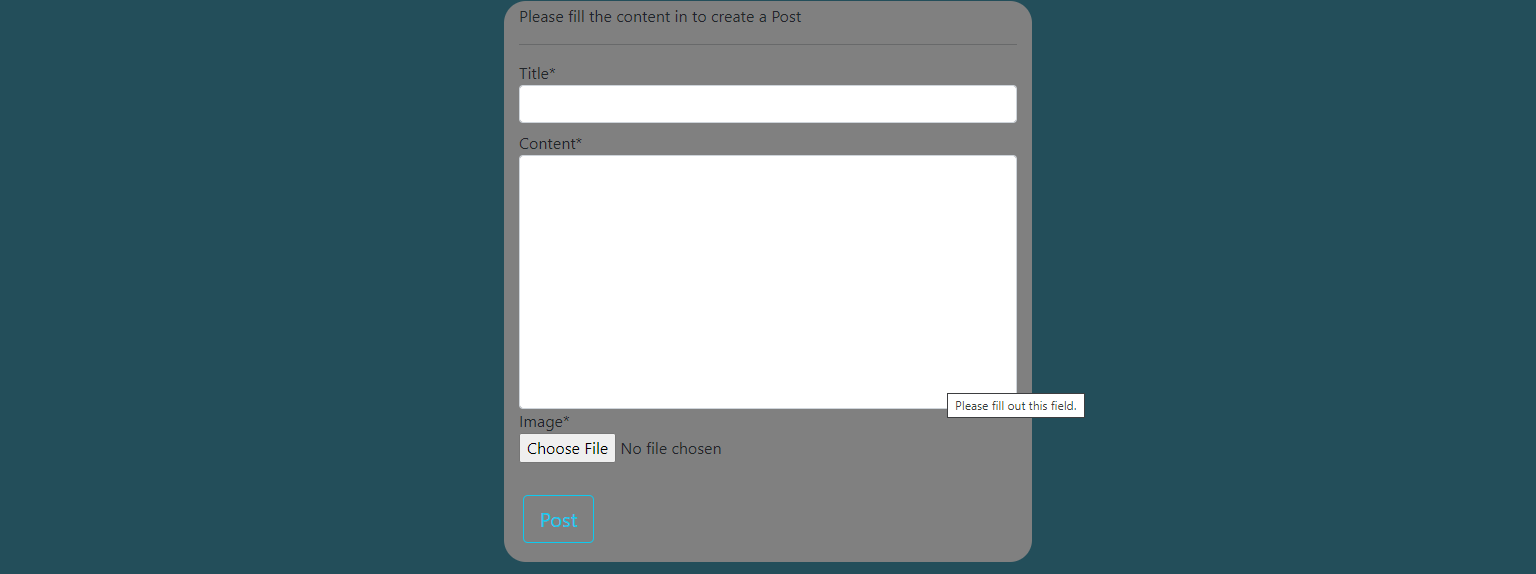 Please fill the content in to create a Post
Title*
Content*
Please fill out this field.
Image*
Choose File No file chosen
Post